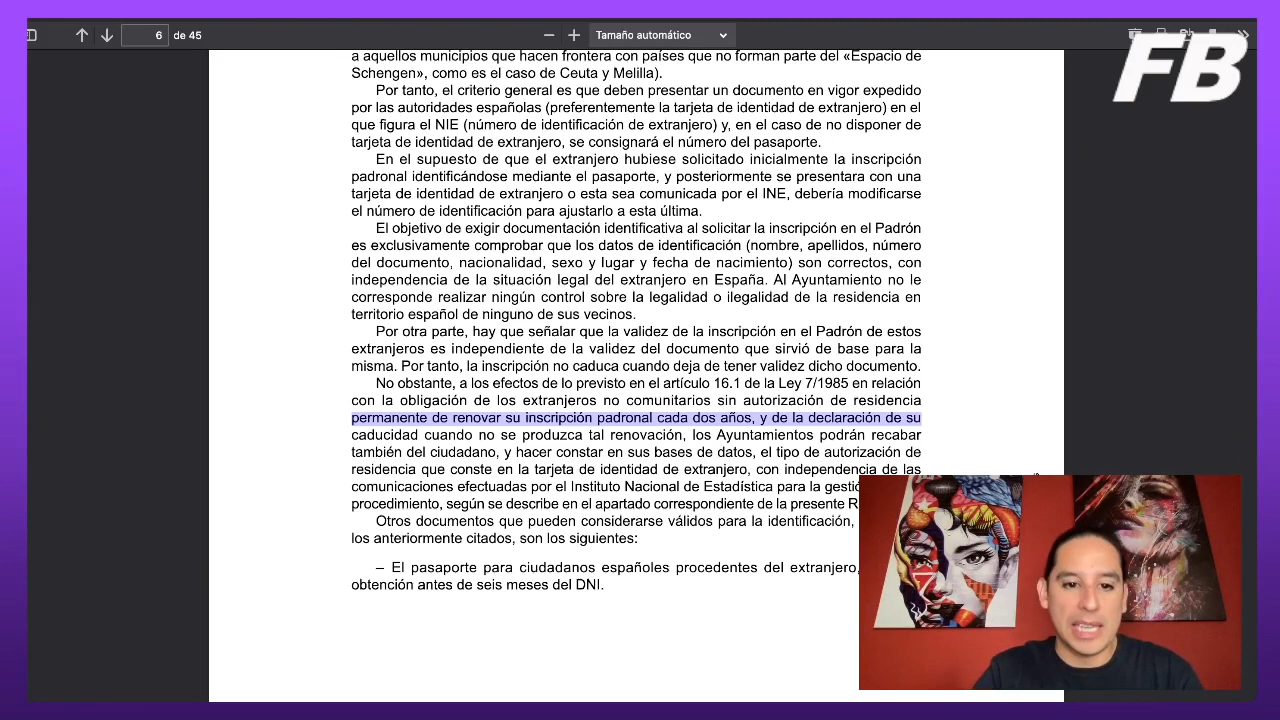 6 de 45
Tamaño automático
FB
a aquellos municipios que hacen frontera con países que no forman parte del «Espacio de
Schengen», como es el caso de Ceuta y Melilla).
Por tanto, el criterio general es que deben presentar un documento en vigor expedido
por las autoridades españolas (preferentemente la tarjeta de identidad de extranjero) en el
que figura el NIE (número de identificación de extranjero) y, en el caso de no disponer de
tarjeta de identidad de extranjero, se consignará el número del pasaporte.
En el supuesto de que el extranjero hubiese solicitado inicialmente la inscripción
padronal identificándose mediante el pasaporte, y posteriormente se presentara con una
tarjeta de identidad de extranjero o esta sea comunicada por el INE, debería modificarse
el número de identificación para ajustarlo a esta última.
El objetivo de exigir documentación identificativa al solicitar la inscripción en el Padrón
es exclusivamente comprobar que los datos de identificación (nombre, apellidos, número
del documento, nacionalidad, sexo y lugar y fecha de nacimiento) son correctos, con
independencia de la situación legal del extranjero en España. Al Ayuntamiento no le
corresponde realizar ningún control sobre la legalidad o ilegalidad de la residencia en
territorio español de ninguno de sus vecinos.
Por otra parte, hay que señalar que la validez de la inscripción en el Padrón de estos
extranjeros es independiente de la validez del documento que sirvió de base para la
misma. Por tanto, la inscripción no caduca cuando deja de tener validez dicho documento.
No obstante, a los efectos de lo previsto en el artículo 16.1 de la Ley 7/1985 en relación
con la obligación de los extranjeros no comunitarios sin autorización de residencia
permanente de renovar su inscripción padronal cada dos años, y de la declaración de su
caducidad cuando no se produzca tal renovación, los Ayuntamientos podrán recabar
también del ciudadano, y hacer constar en sus bases de datos, el tipo de autorización de
residencia que conste en la tarjeta de identidad de extranjero, con independencia de las
comunicaciones efectuadas por el Instituto Nacional de Estadística para la
procedimiento, según se describe en el apartado correspondiente de la presente
Otros documentos que pueden considerarse válidos para la identificación,
los anteriormente citados, son los siguientes:
– El pasaporte para ciudadanos españoles procedentes del extranjero,
obtención antes de seis meses del DNI.